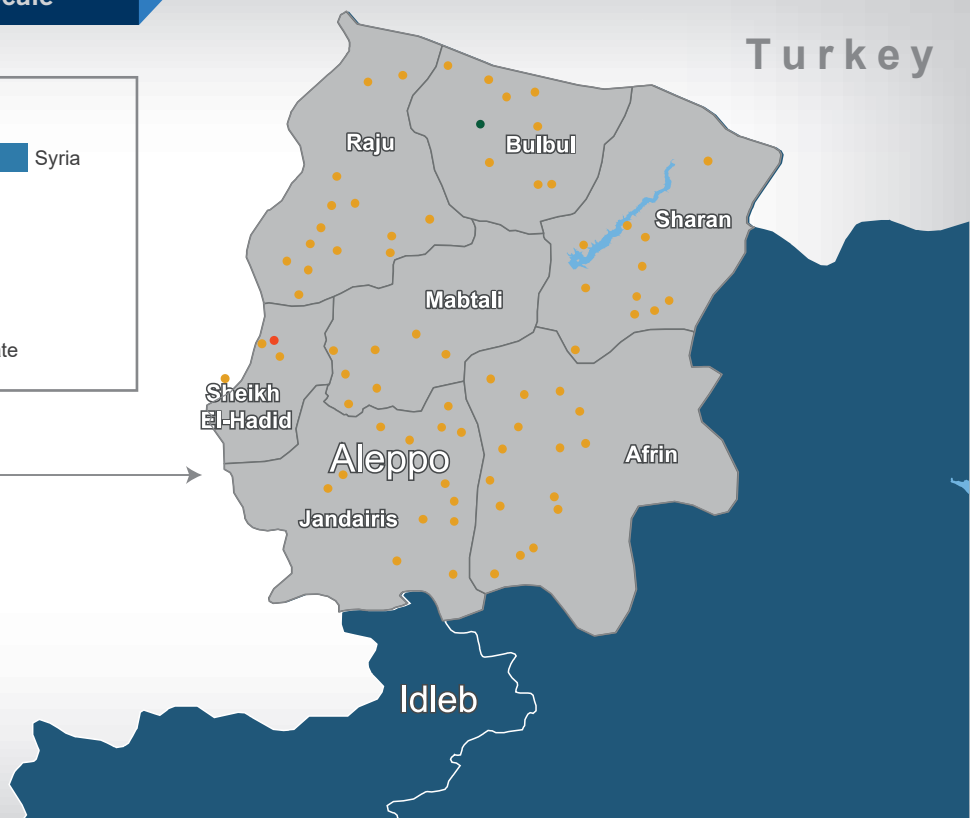 Turkey
Syria
Raju
Bulbul
Sharan
Mabtali
Sheikh
El-Hadid
Aleppo
Afrin
Jandairis
Idleb